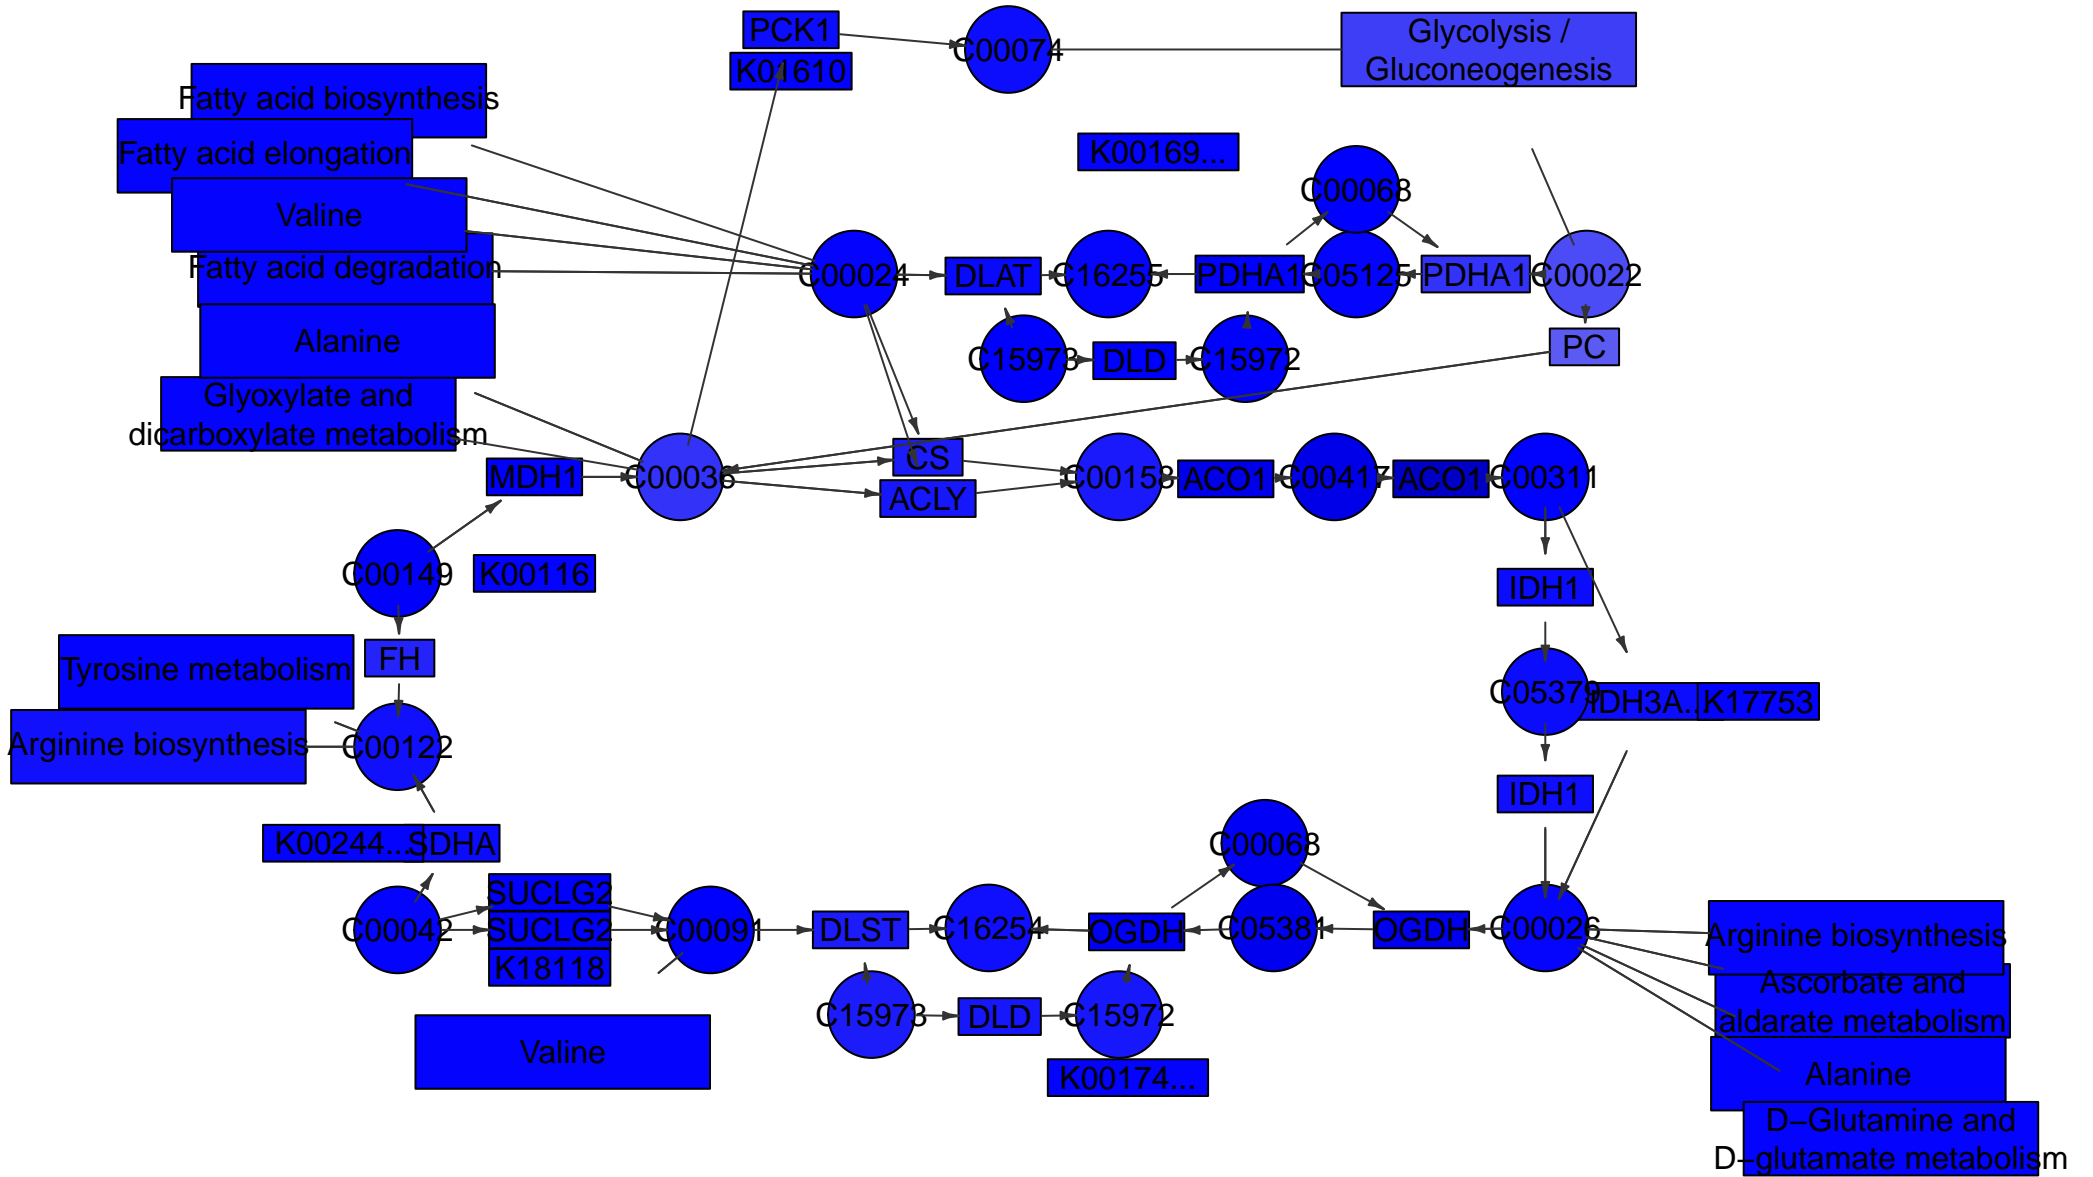 PCK1
C00074
Glycolysis /
Gluconeogenesis
K01610
Fatty acid biosynthesis
Fatty acid elongation
K00169...
C00068
Valine
Fatty acid degradation
C00024
DLAT
C16255
PDHA1
C05125
PDHA1
C00022
Alanine
C15973
DLD
C15972
PC
Glyoxylate and
dicarboxylate metabolism
MDH1
C00036
CS
ACLY
C00158
ACO1
C00417
ACO1
C00311
C00149
K00116
IDH1
FH
Tyrosine metabolism
C05379
IDH3A...
K17753
Arginine biosynthesis
C00122
IDH1
K00244...
SDHA
C00068
SUCLG2
C00042
SUCLG2
C00091
DLST
C16254
OGDH
C05381
OGDH
C00026
Arginine biosynthesis
K18118
Ascorbate and
aldarate metabolism
C15973
DLD
C15972
Valine
K00174...
Alanine
D–Glutamine and
D–glutamate metabolism